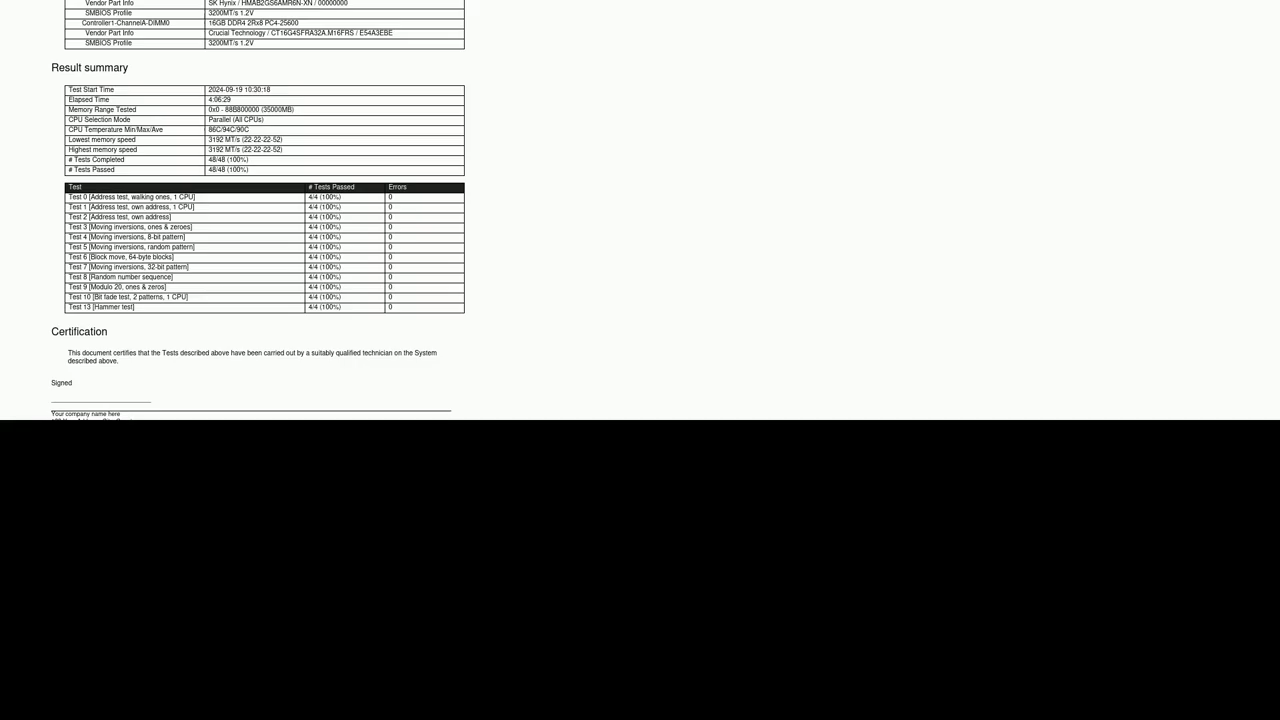 Vendor Part Info SK Hynix / HMAB2GS6AMR6N-XN / 00000000
SMBIOS Profile 3200MT/s 1.2V
Controller1-ChannelA-DIMM0 16GB DDR4 2Rx8 PC4-25600
Vendor Part Info Crucial Technology / CT16G4SFRA32A.M16FRS / E54A3EBE
SMBIOS Profile 3200MT/s 1.2V
Result summary
Test Start Time 2024-09-19 10:30:18
Elapsed Time 4:06:29
Memory Range Tested 0x0 - 88B800000 (35000MB)
CPU Selection Mode Parallel (All CPUs)
CPU Temperature Min/Max/Ave 86C/94C/90C
Lowest memory speed 3192 MT/s (22-22-22-52)
Highest memory speed 3192 MT/s (22-22-22-52)
# Tests Completed 48/48 (100%)
# Tests Passed 48/48 (100%)
Test # Tests Passed Errors
Test 0 [Address test, walking ones, 1 CPU] 4/4 (100%) 0
Test 1 [Address test, own address, 1 CPU] 4/4 (100%) 0
Test 2 [Address test, own address] 4/4 (100%) 0
Test 3 [Moving inversions, ones & zeroes] 4/4 (100%) 0
Test 4 [Moving inversions, 8-bit pattern] 4/4 (100%) 0
Test 5 [Moving inversions, random pattern] 4/4 (100%) 0
Test 6 [Block move, 64-byte blocks] 4/4 (100%) 0
Test 7 [Moving inversions, 32-bit pattern] 4/4 (100%) 0
Test 8 [Random number sequence] 4/4 (100%) 0
Test 9 [Modulo 20, ones & zeros] 4/4 (100%) 0
Test 10 [Bit fade test, 2 patterns, 1 CPU] 4/4 (100%) 0
Test 13 [Hammer test] 4/4 (100%) 0
Certification
This document certifies that the Tests described above have been carried out by a suitably qualified technician on the System
described above.
Signed
Your company name here